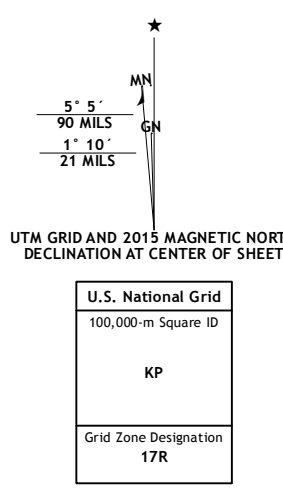 MN
5° 5´
90 MILS
GN
1° 10´
21 MILS
UTM GRID AND 2015 MAGNETIC NORT
DECLINATION AT CENTER OF SHEET
U.S. National Grid
100,000-m Square ID
KP
Grid Zone Designation
17R